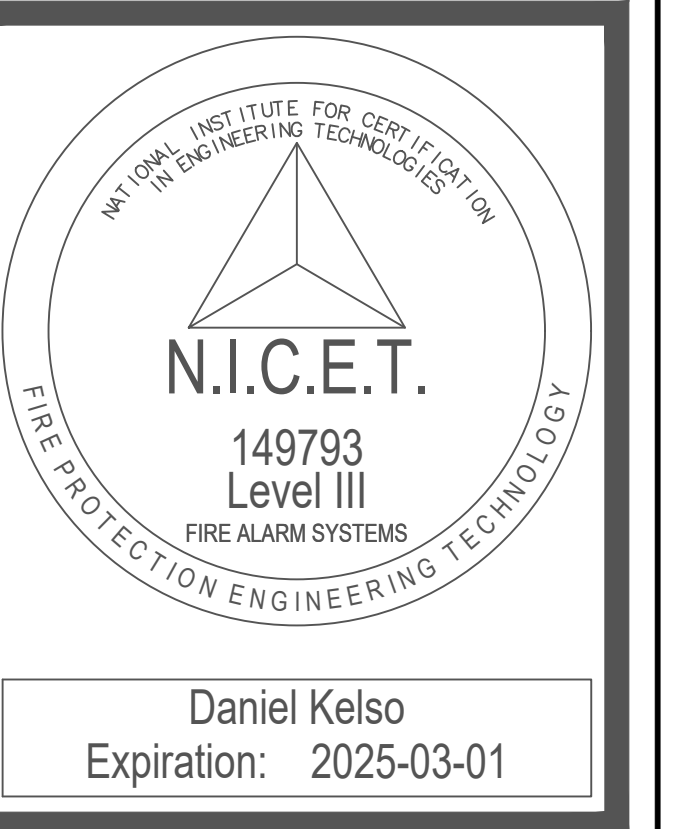 NATIONAL INSTITUTE FOR CERTIFICATION
IN ENGINEERING TECHNOLOGIES
N.I.C.E.T.
149793
Level III
FIRE ALARM SYSTEMS
FIRE PROTECTION ENGINEERING TECHNOLOGY
Daniel Kelso
Expiration: 2025-03-01